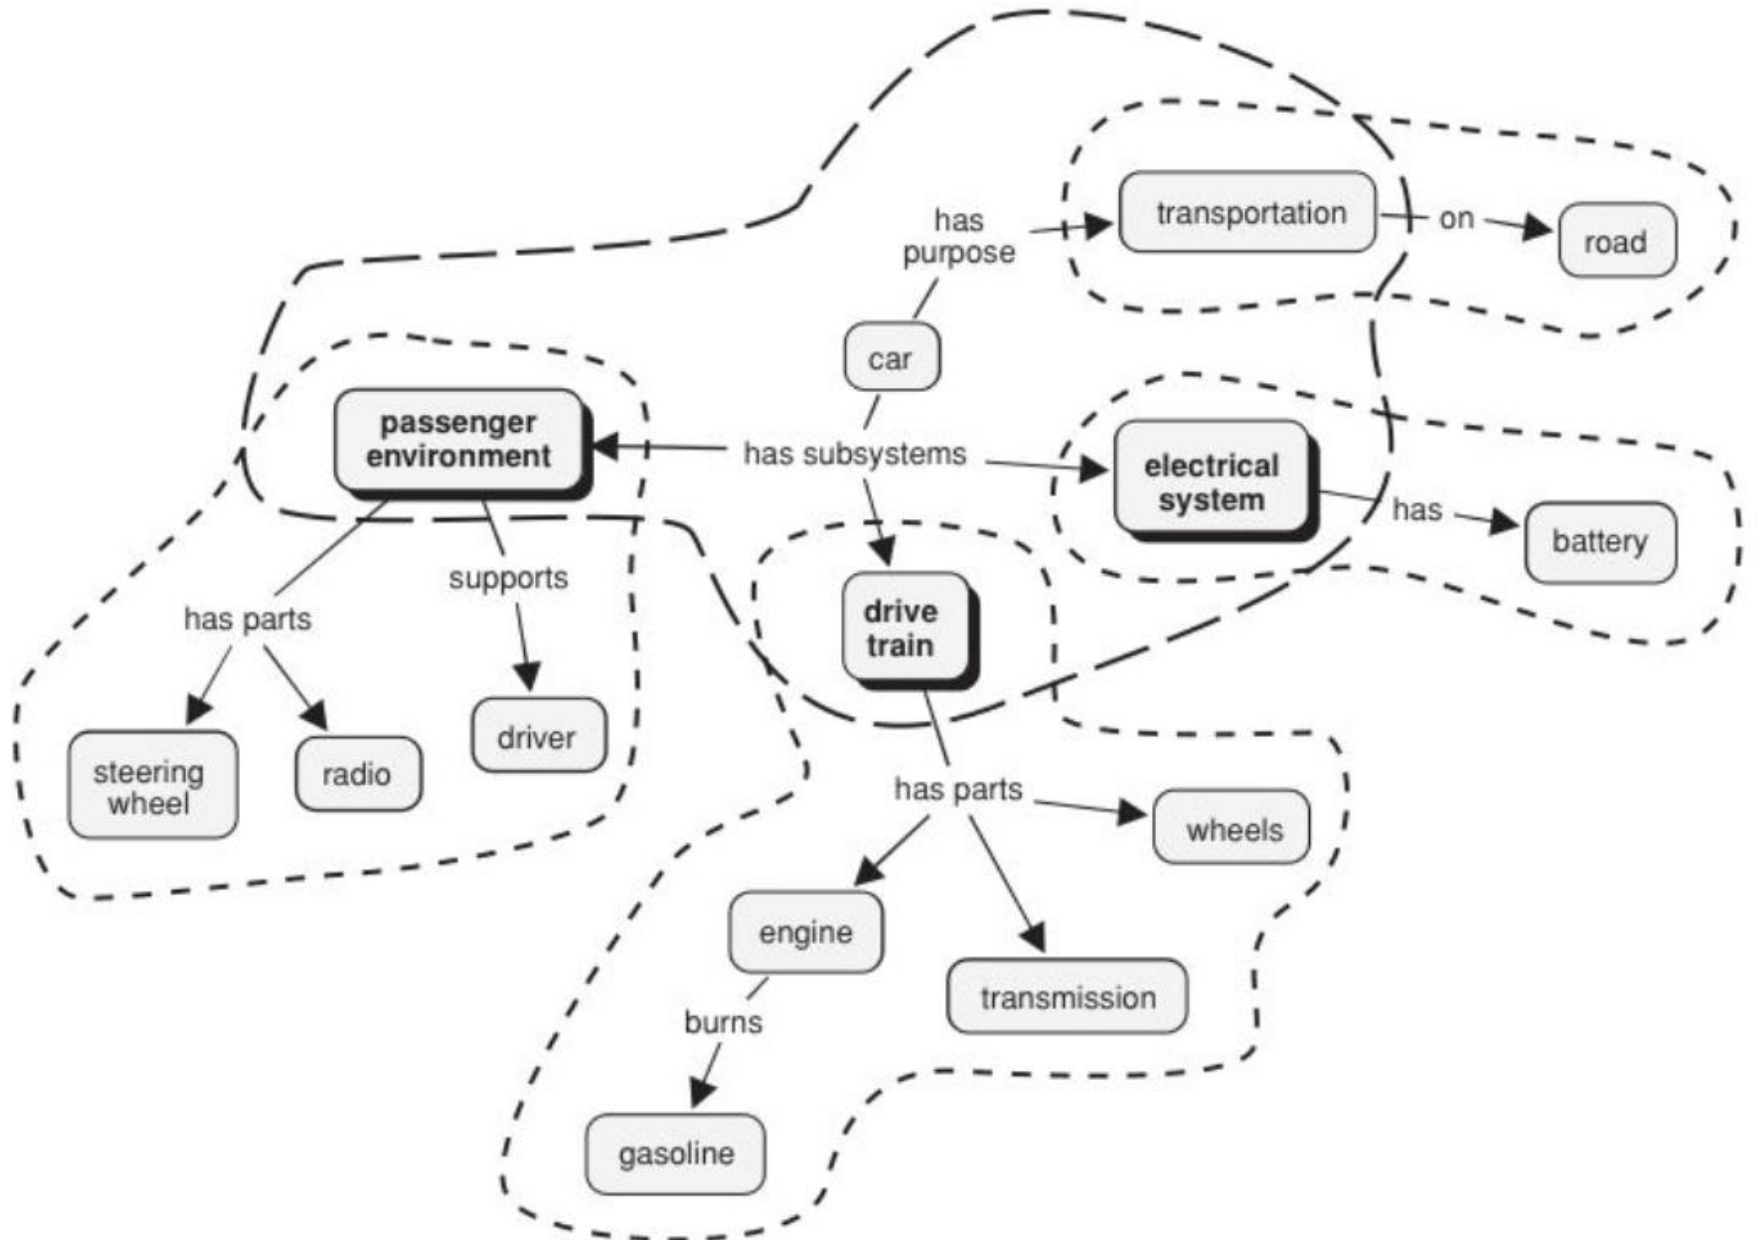 has
purpose
transportation
on
road
car
passenger
environment
has subsystems
electrical
system
has
battery
supports
has parts
drive
train
steering
wheel
radio
driver
has parts
wheels
engine
transmission
burns
gasoline